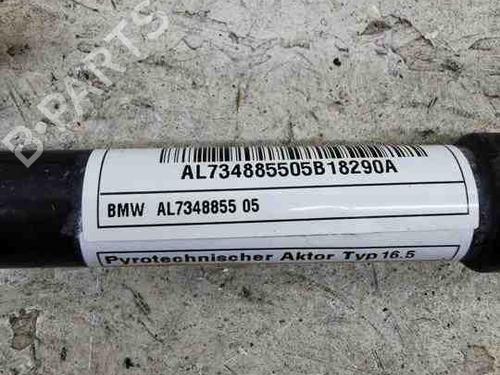 B-PARTS
AL734885505B18290A
BMW AL7348855 05
Pyrotechnischer Aktor Typ 16.5